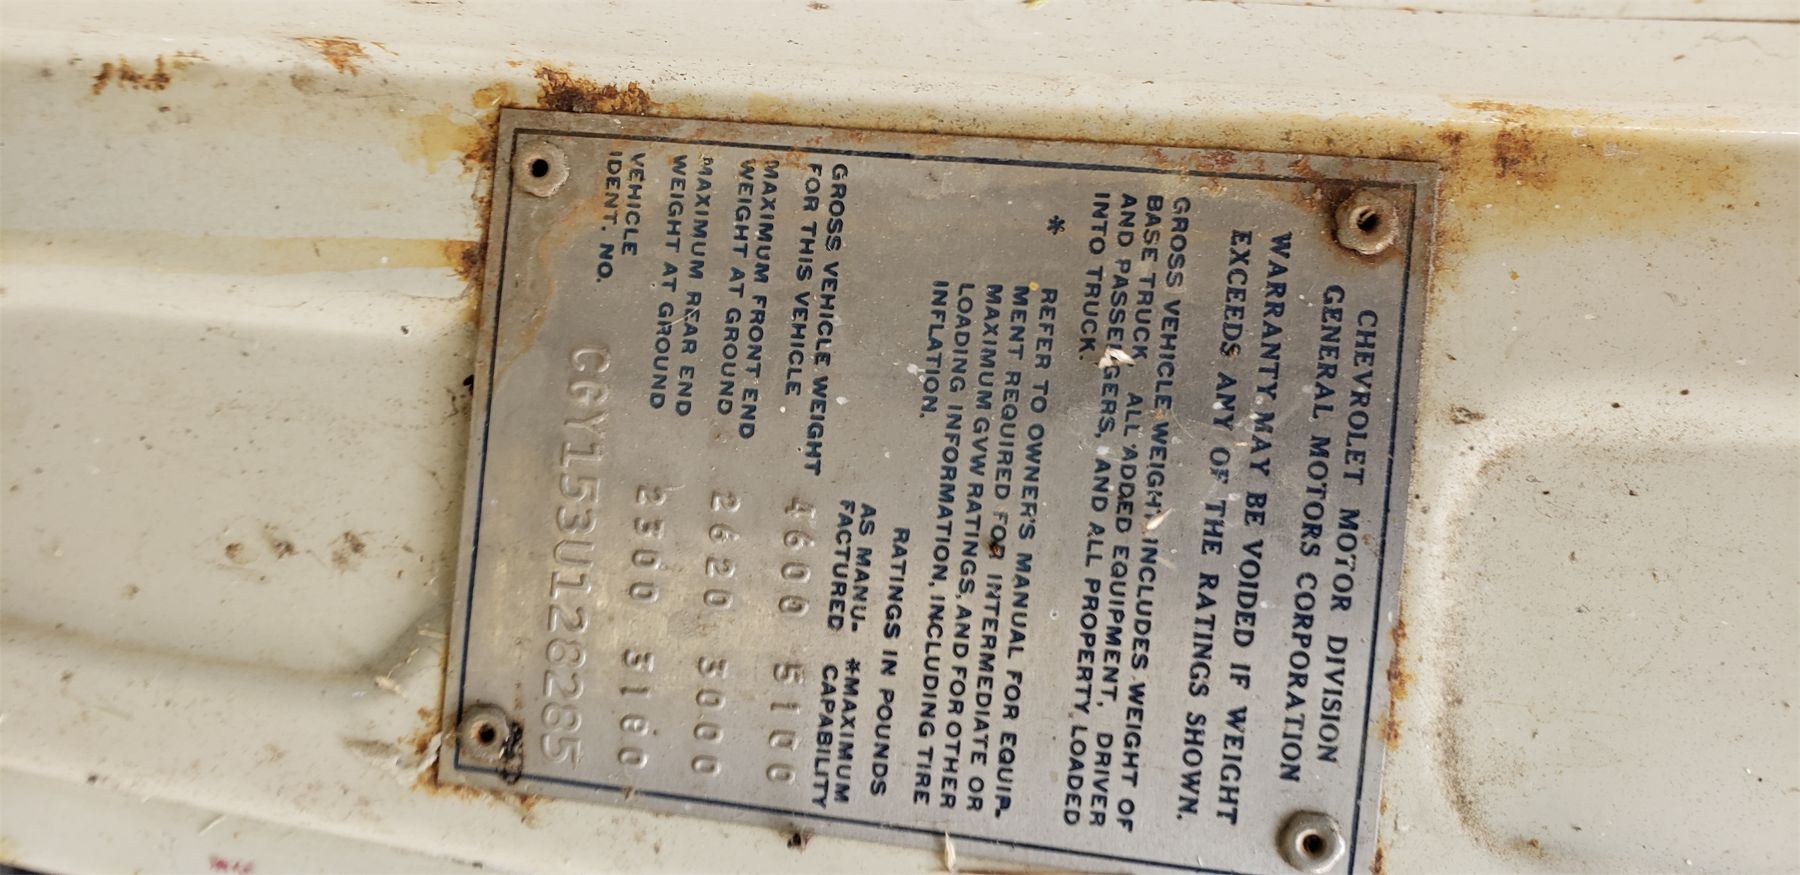 CHEVROLET MOTOR DIVISION
GENERAL MOTORS CORPORATION
WARRANTY MAY BE VOIDED IF WEIGHT
EXCEEDS ANY OF THE RATINGS SHOWN.
GROSS VEHICLE WEIGHT INCLUDES WEIGHT OF
BASE TRUCK, ALL ADDED EQUIPMENT, DRIVER
AND PASSENGERS, AND ALL PROPERTY LOADED
INTO TRUCK.
* REFER TO OWNER'S MANUAL FOR EQUIP-
MENT REQUIRED FOR INTERMEDIATE OR
MAXIMUM GVW RATINGS, AND FOR OTHER
LOADING INFORMATION, INCLUDING TIRE
INFLATION.
RATINGS IN POUNDS
AS MANU- *MAXIMUM
FACTURED CAPABILITY
GROSS VEHICLE WEIGHT
FOR THIS VEHICLE 4600 5100
MAXIMUM FRONT END
WEIGHT AT GROUND 2620 3000
MAXIMUM REAR END
WEIGHT AT GROUND 2300 3180
VEHICLE
IDENT. NO. CGY153U128285